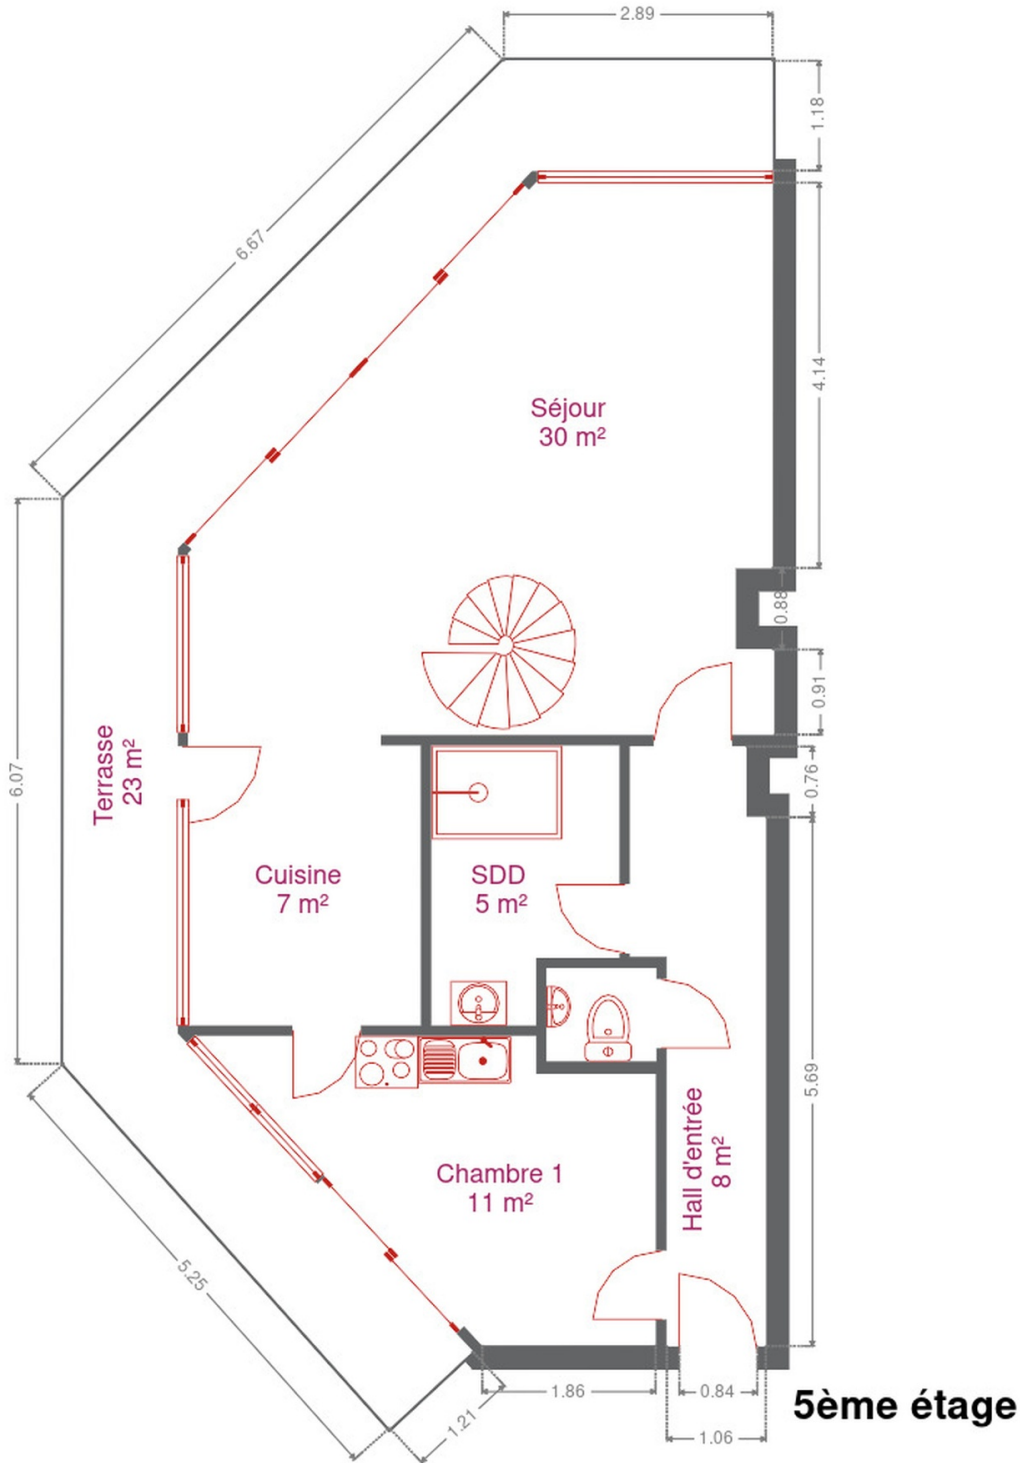 2.89
1.18
6.67
4.14
Séjour
30 m²
0.88
0.91
6.07
Terrasse
23 m²
0.76
Cuisine
7 m²
SDD
5 m²
5.69
Hall d'entrée
8 m²
Chambre 1
11 m²
5.25
1.86
0.84
5ème étage
1.21
1.06